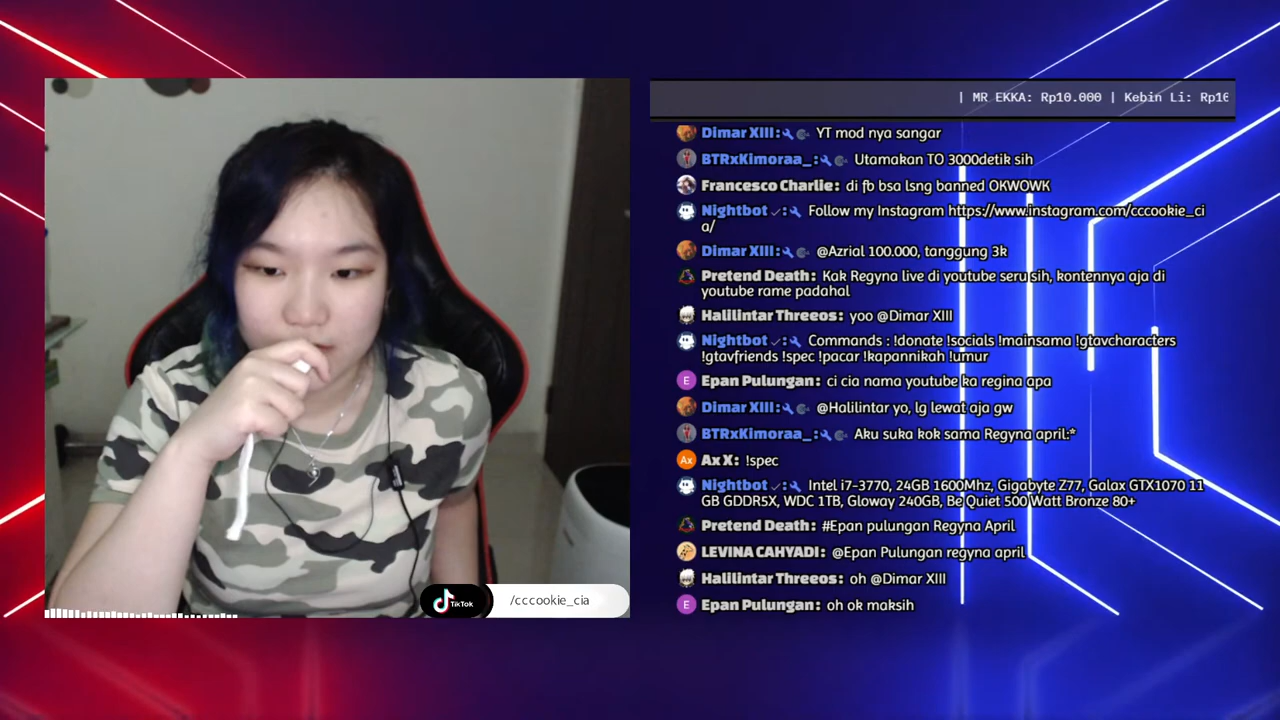 | MR EKKA: Rp10.000 | Kebin Li: Rp1
Dimar XIII: YT mod nya sangar
BTRxKimoraa_: Utamakan TO 3000detik sih
Francesco Charlie: di fb bsa lsng banned OKWOWK
Nightbot: Follow my Instagram https://www.instagram.com/cccookie_ci
a/
Dimar XIII: @Azrial 100.000, tanggung 3k
Pretend Death: Kak Regyna live di youtube seru sih, kontennya aja di
youtube rame padahal
Halilintar Threeos: yoo @Dimar XIII
Nightbot: Commands : !donate !socials !mainsama !gtavcharacters
!gtavfriends !spec !pacar !kapannikah !umur
E Epan Pulungan: ci cia nama youtube ka regina apa
Dimar XIII: @Halilintar yo, lg lewat aja gw
BTRxKimoraa_: Aku suka kok sama Regyna april:*
Ax Ax X: !spec
Nightbot: Intel i7-3770, 24GB 1600Mhz, Gigabyte Z77, Galax GTX1070 11
GB GDDR5X, WDC 1TB, Gloway 240GB, Be Quiet 500 Watt Bronze 80+
Pretend Death: #Epan pulungan Regyna April
LEVINA CAHYADI: @Epan Pulungan regyna april
Halilintar Threeos: oh @Dimar XIII
E Epan Pulungan: oh ok maksih
TikTok /cccookie_cia